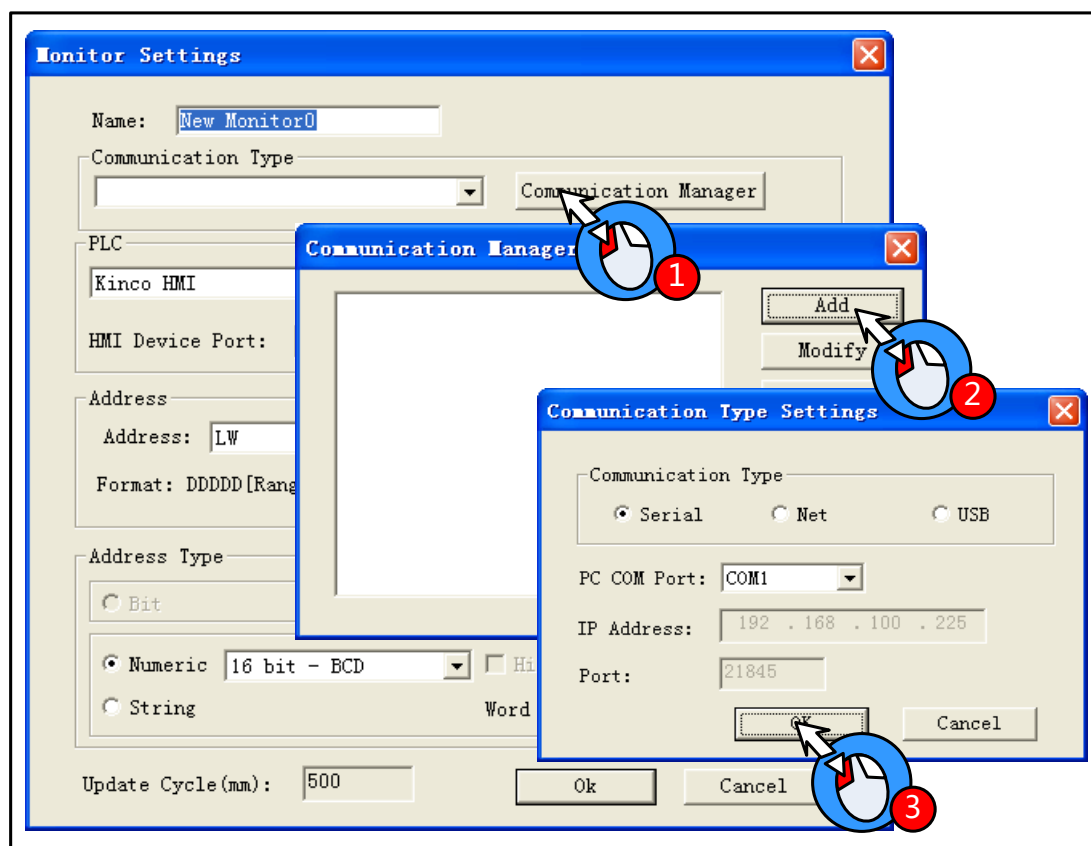 Monitor Settings
Name: New Monitor0
Communication Type
Communication Manager
PLC
Communication Manager
1
Kinco HMI
Add
HMI Device Port:
Modify
2
Address
Communication Type Settings
Address: LW
Communication Type
Format: DDDDD[Rang
Serial Net USB
Address Type
PC COM Port: COM1
Bit
IP Address: 192 . 168 . 100 . 225
Numeric 16 bit - BCD Hi
Port: 21845
String Word
OK Cancel
Update Cycle(mm): 500 Ok Cancel
3